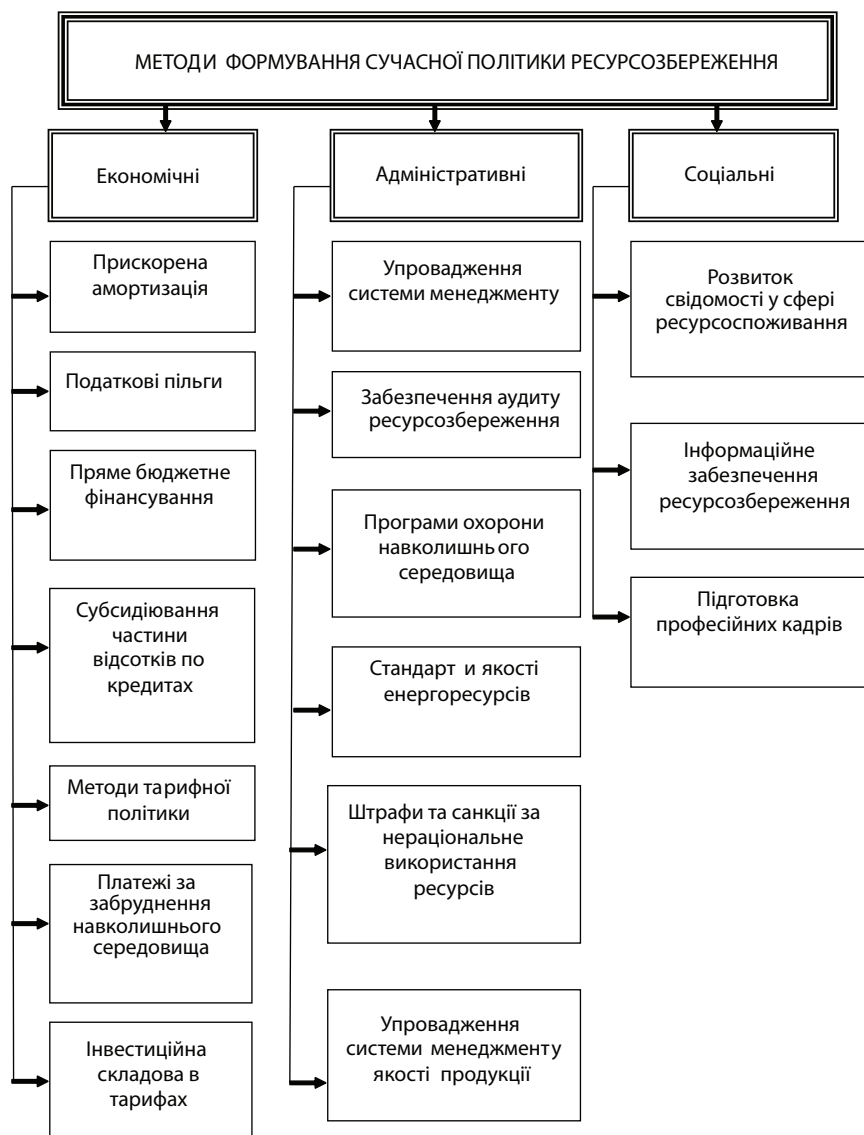 МЕТОДИ ФОРМУВАННЯ СУЧАСНОЇ ПОЛІТИКИ РЕСУРСОЗБЕРЕЖЕННЯ
Економічні
Прискорена
амортизація
Податкові пільги
Пряме бюджетне
фінансування
Субсидіювання
частини
відсотків по
кредитах
Методи тарифної
політики
Платежі за
забруднення
навколишнього
середовища
Інвестиційна
складова в
тарифах
Адміністративні
Упровадження
системи менеджменту
Забезпечення аудиту
ресурсозбереження
Програми охорони
навколишнього
середовища
Стандарт и якості
енергоресурсів
Штрафи та санкції за
нераціональне
використання
ресурсів
Упровадження
системи менеджменту
якості продукції
Соціальні
Розвиток
свідомості у сфері
ресурсоспоживання
Інформаційне
забезпечення
ресурсозбереження
Підготовка
професійних кадрів